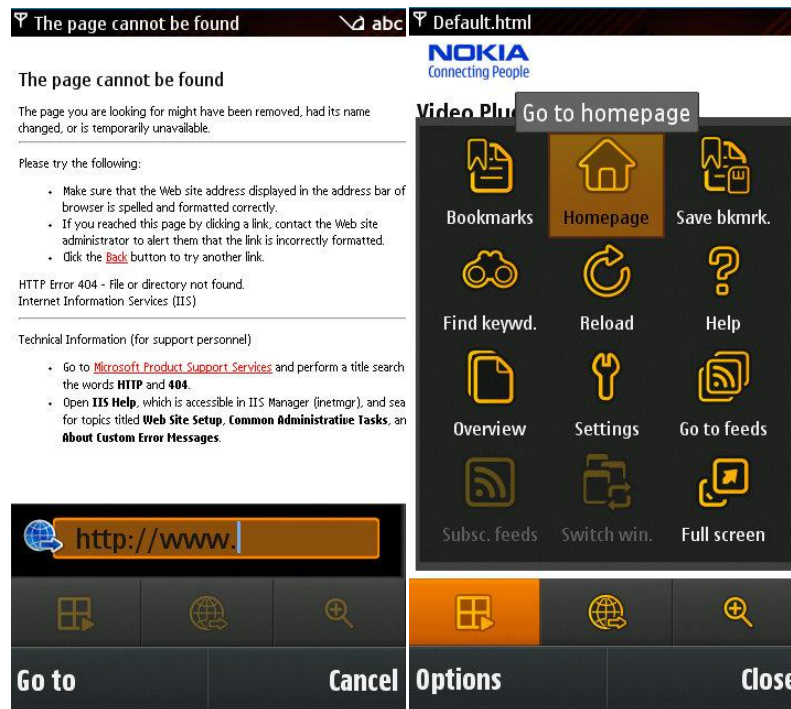 The page cannot be found
abc
The page cannot be found
The page you are looking for might have been removed, had its name
changed, or is temporarily unavailable.
Please try the following:
• Make sure that the Web site address displayed in the address bar of
browser is spelled and formatted correctly.
• If you reached this page by clicking a link, contact the Web site
administrator to alert them that the link is incorrectly formatted.
• Click the Back button to try another link.
HTTP Error 404 - File or directory not found.
Internet Information Services (IIS)
Technical Information (for support personnel)
• Go to Microsoft Product Support Services and perform a title search
the words HTTP and 404.
• Open IIS Help, which is accessible in IIS Manager (inetmgr), and sea
for topics titled Web Site Setup, Common Administrative Tasks, an
About Custom Error Messages.
http://www.
Go to Cancel
Default.html
NOKIA
Connecting People
Video Plu
Go to homepage
Bookmarks Homepage Save bkmrk.
Find keywd. Reload Help
Overview Settings Go to feeds
Subsc. feeds Switch win. Full screen
Options Close